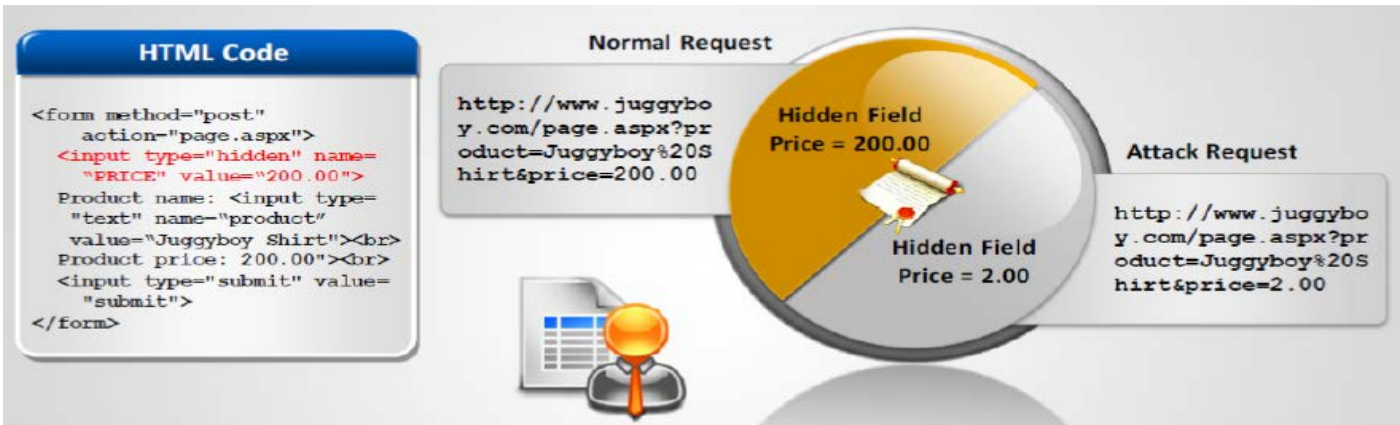 HTML Code
<form method="post"
action="page.aspx">
<input type="hidden" name=
"PRICE" value="200.00">
Product name: <input type=
"text" name="product"
value="Juggyboy Shirt"><br>
Product price: 200.00"><br>
<input type="submit" value=
"submit">
</form>
Normal Request
http://www.juggybo
y.com/page.aspx?pr
oduct=Juggyboy%20S
hirt&price=200.00
Hidden Field
Price = 200.00
Hidden Field
Price = 2.00
Attack Request
http://www.juggybo
y.com/page.aspx?pr
oduct=Juggyboy%20S
hirt&price=2.00